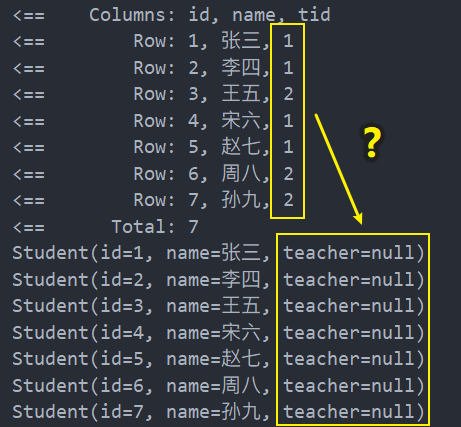 <==    Columns: id, name, tid
<==        Row: 1, 张三, 1
<==        Row: 2, 李四, 1
<==        Row: 3, 王五, 2
<==        Row: 4, 宋六, 1
<==        Row: 5, 赵七, 1
<==        Row: 6, 周八, 2
<==        Row: 7, 孙九, 2
<==      Total: 7
?
Student(id=1, name=张三, teacher=null)
Student(id=2, name=李四, teacher=null)
Student(id=3, name=王五, teacher=null)
Student(id=4, name=宋六, teacher=null)
Student(id=5, name=赵七, teacher=null)
Student(id=6, name=周八, teacher=null)
Student(id=7, name=孙九, teacher=null)